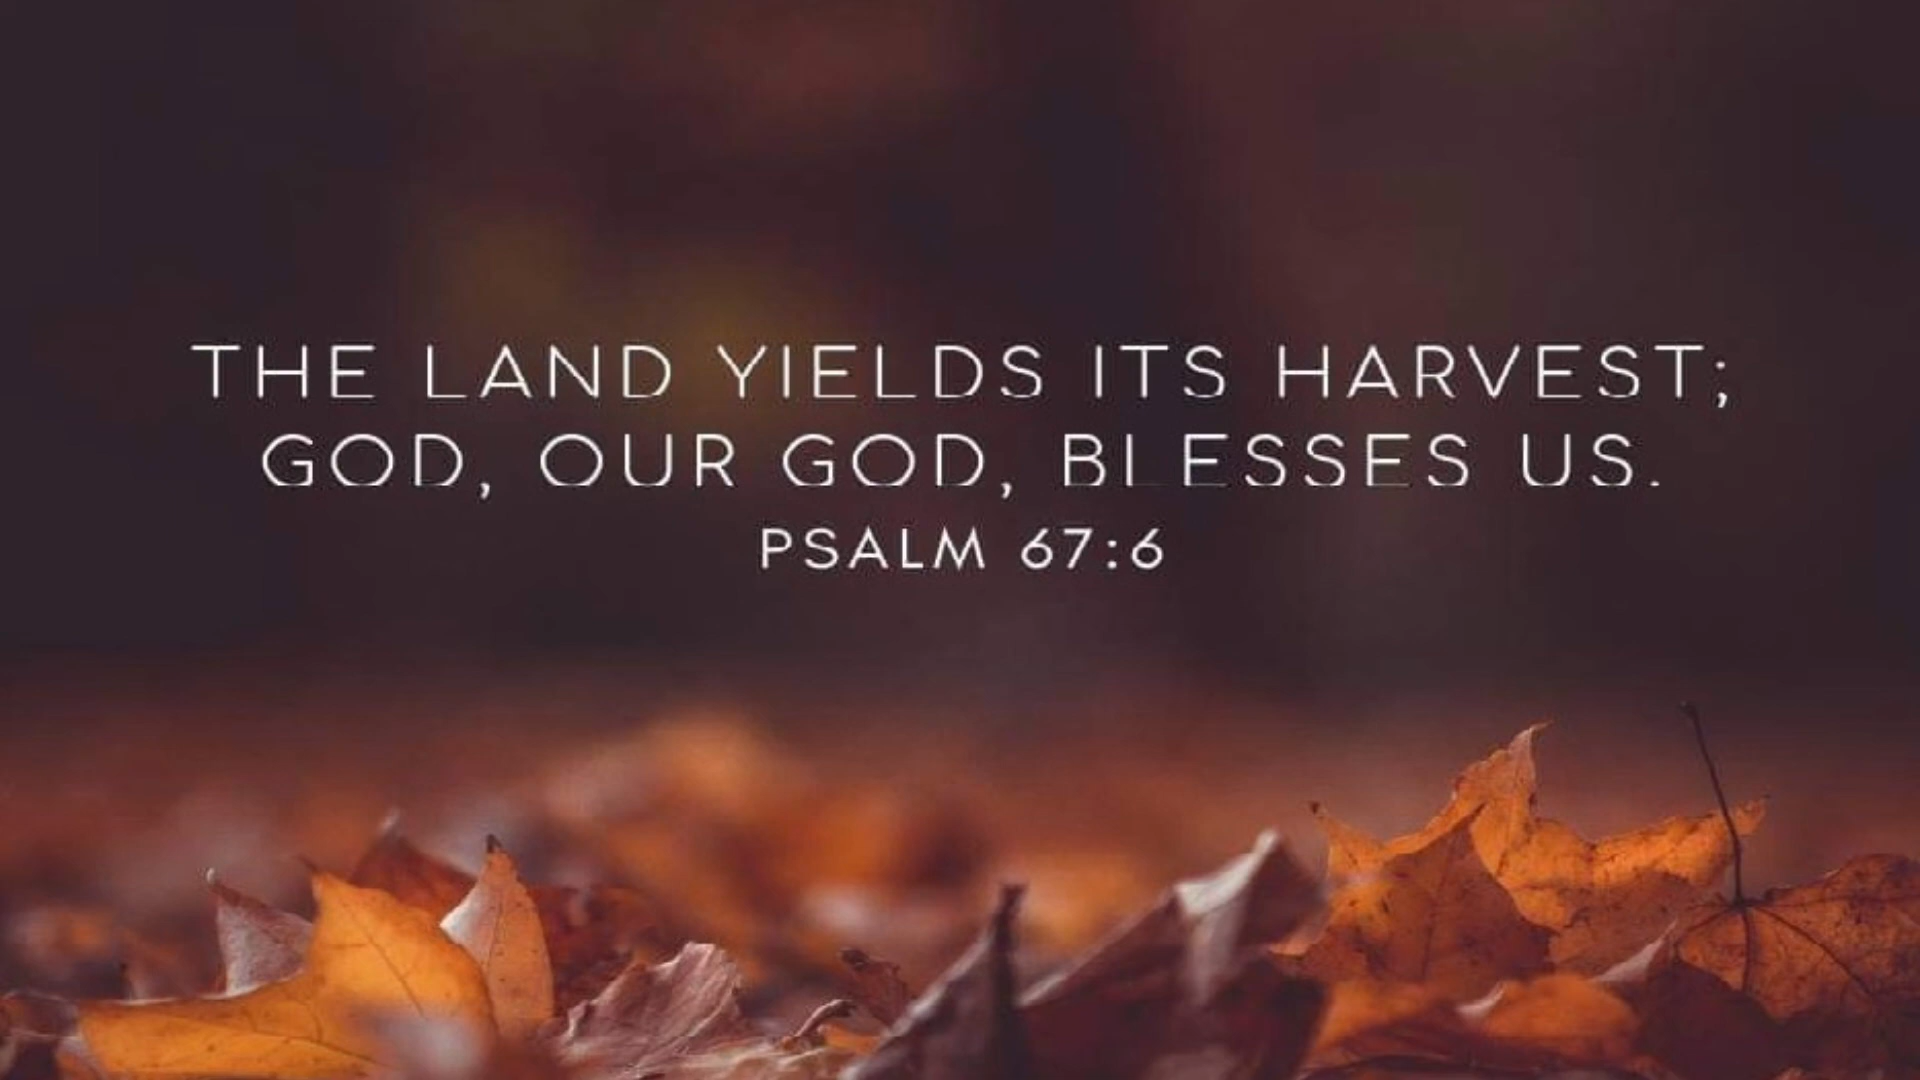 THE LAND YIELDS ITS HARVEST;
GOD, OUR GOD, BLESSES US.
PSALM 67:6